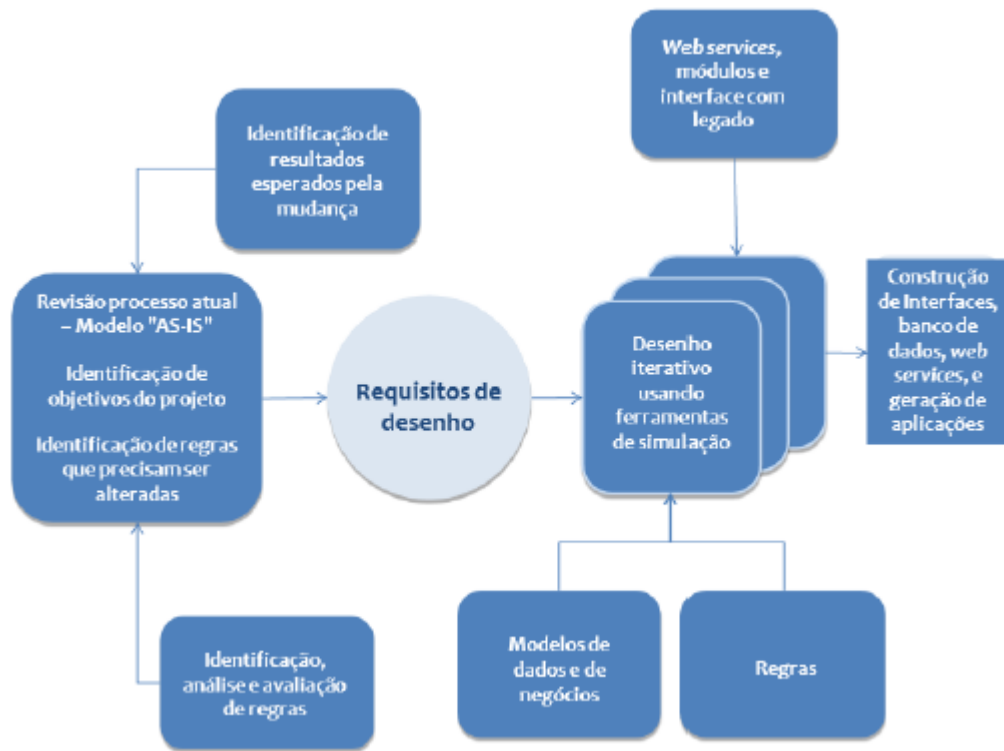 Web services,
módulos e
interface com
legado
Identificação de
resultados
esperados pela
mudança
Revisão processo atual
– Modelo "AS-IS"
Identificação de
objetivos do projeto
Identificação de regras
que precisam ser
alteradas
Requisitos de
desenho
Desenho
iterativo
usando
ferramentas
de simulação
Construção
de Interfaces,
banco de
dados, web
services, e
geração de
aplicações
Identificação,
análise e avaliação
de regras
Modelos de
dados e de
negócios
Regras